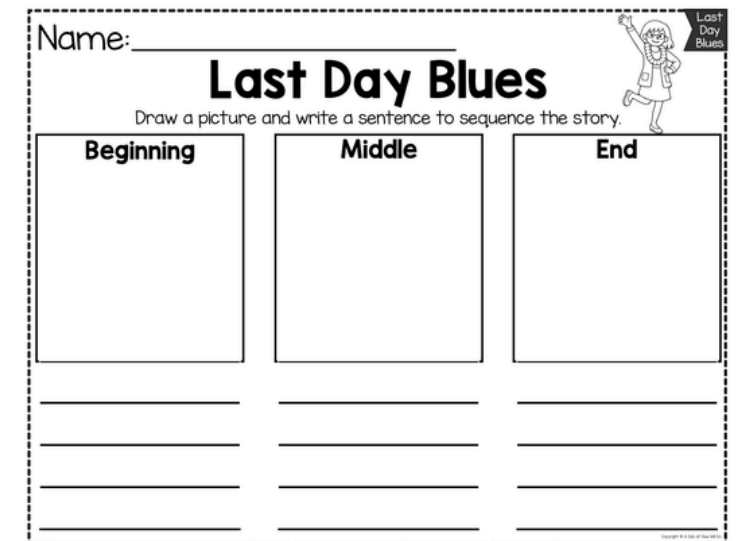 Name:
Last
Day
Blues
Last Day Blues
Draw a picture and write a sentence to sequence the story.
Beginning
Middle
End